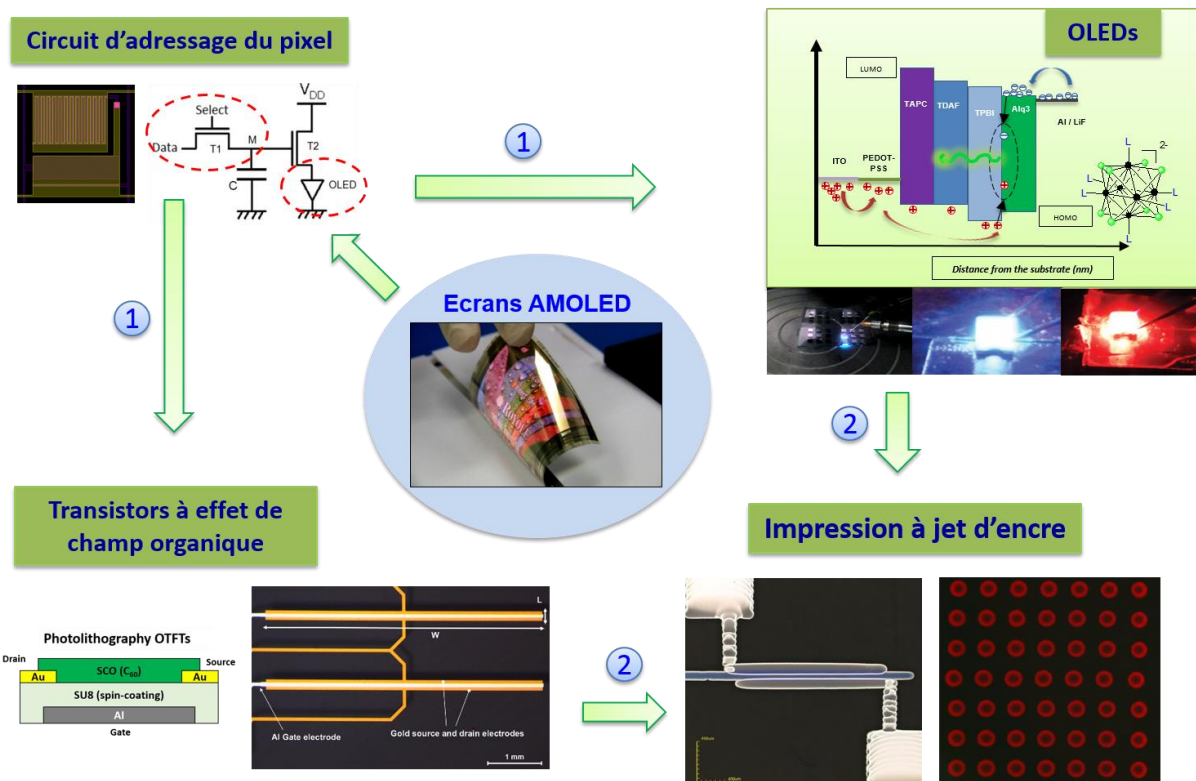 Circuit d’adressage du pixel
Select
Data
T1
M
C
V_DD
T2
OLED
1
OLEDs
LUMO
TAPC
TDAF
TPBI
Alq3
Al / LiF
ITO
PEDOT-
PSS
HOMO
2-
L
L
L
L
L
L
Distance from the substrate (nm)
1
Ecrans AMOLED
2
Transistors à effet de
champ organique
Impression à jet d’encre
Photolithography OTFTs
Drain
Source
SCO (C₆₀)
Au
Au
SU8 (spin-coating)
Al
Gate
L
W
Al Gate electrode
Gold source and drain electrodes
1 mm
2